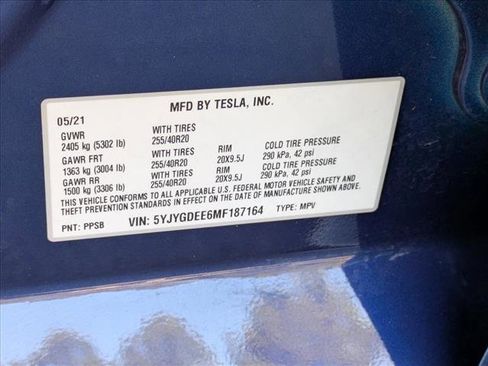 MFD BY TESLA, INC.
05/21
GVWR WITH TIRES
2405 kg (5302 lb) 255/40R20
GAWR FRT WITH TIRES RIM COLD TIRE PRESSURE
1363 kg (3004 lb) 255/40R20 20X9.5J 290 kPa, 42 psi
GAWR RR WITH TIRES RIM COLD TIRE PRESSURE
1500 kg (3306 lb) 255/40R20 20X9.5J 290 kPa, 42 psi
THIS VEHICLE CONFORMS TO ALL APPLICABLE U.S. FEDERAL MOTOR VEHICLE SAFETY AND
THEFT PREVENTION STANDARDS IN EFFECT ON THE DATE OF MANUFACTURE SHOWN ABOVE.
PNT: PPSB VIN: 5YJYGDEE6MF187164 TYPE: MPV